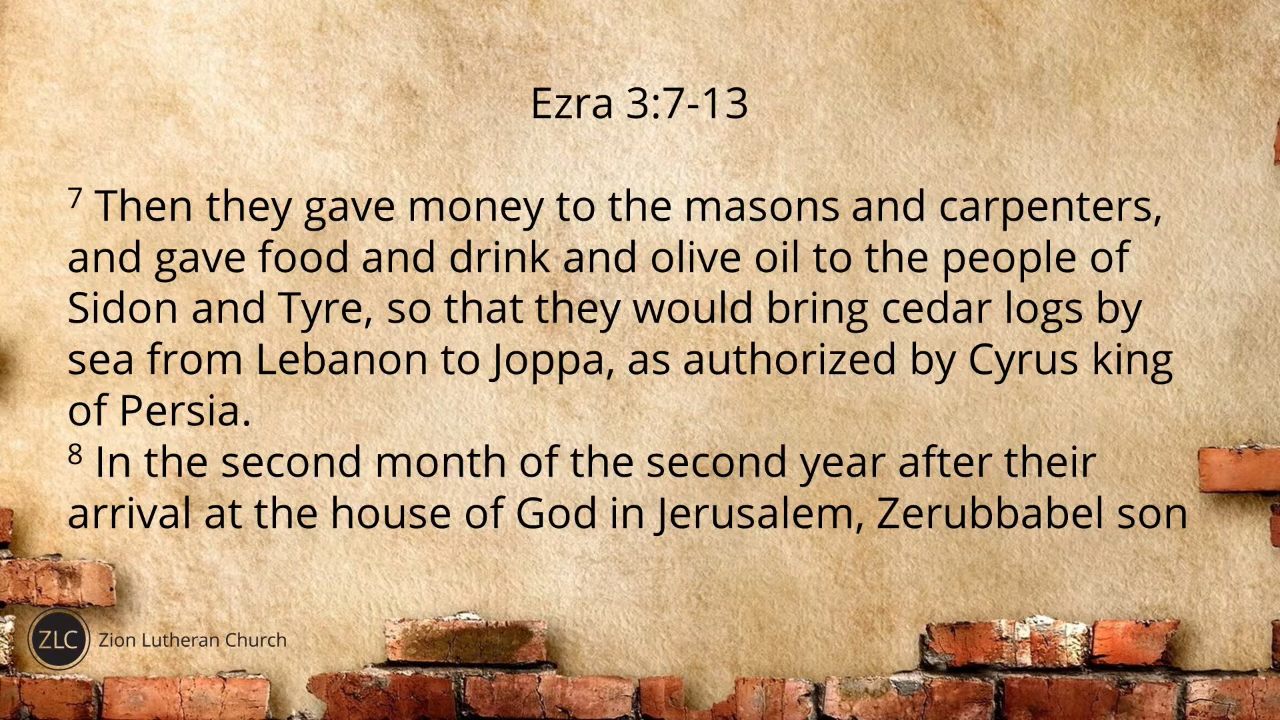 Ezra 3:7-13
⁷ Then they gave money to the masons and carpenters,
and gave food and drink and olive oil to the people of
Sidon and Tyre, so that they would bring cedar logs by
sea from Lebanon to Joppa, as authorized by Cyrus king
of Persia.
⁸ In the second month of the second year after their
arrival at the house of God in Jerusalem, Zerubbabel son
ZLC Zion Lutheran Church